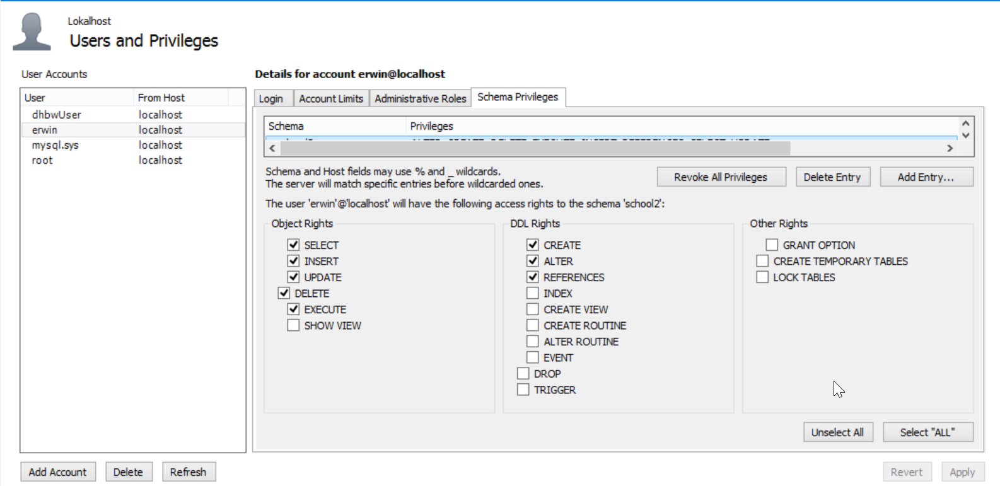 Lokalhost
Users and Privileges
User Accounts
User From Host
dhbwUser localhost
erwin localhost
mysql.sys localhost
root localhost
Add Account Delete Refresh
Details for account erwin@localhost
Login Account Limits Administrative Roles Schema Privileges
Schema Privileges
Schema and Host fields may use % and _ wildcards.
The server will match specific entries before wildcarded ones.
Revoke All Privileges Delete Entry Add Entry...
The user 'erwin'@'localhost' will have the following access rights to the schema 'school2':
Object Rights
SELECT
INSERT
UPDATE
DELETE
EXECUTE
SHOW VIEW
DDL Rights
CREATE
ALTER
REFERENCES
INDEX
CREATE VIEW
CREATE ROUTINE
ALTER ROUTINE
EVENT
DROP
TRIGGER
Other Rights
GRANT OPTION
CREATE TEMPORARY TABLES
LOCK TABLES
Unselect All Select "ALL"
Revert Apply